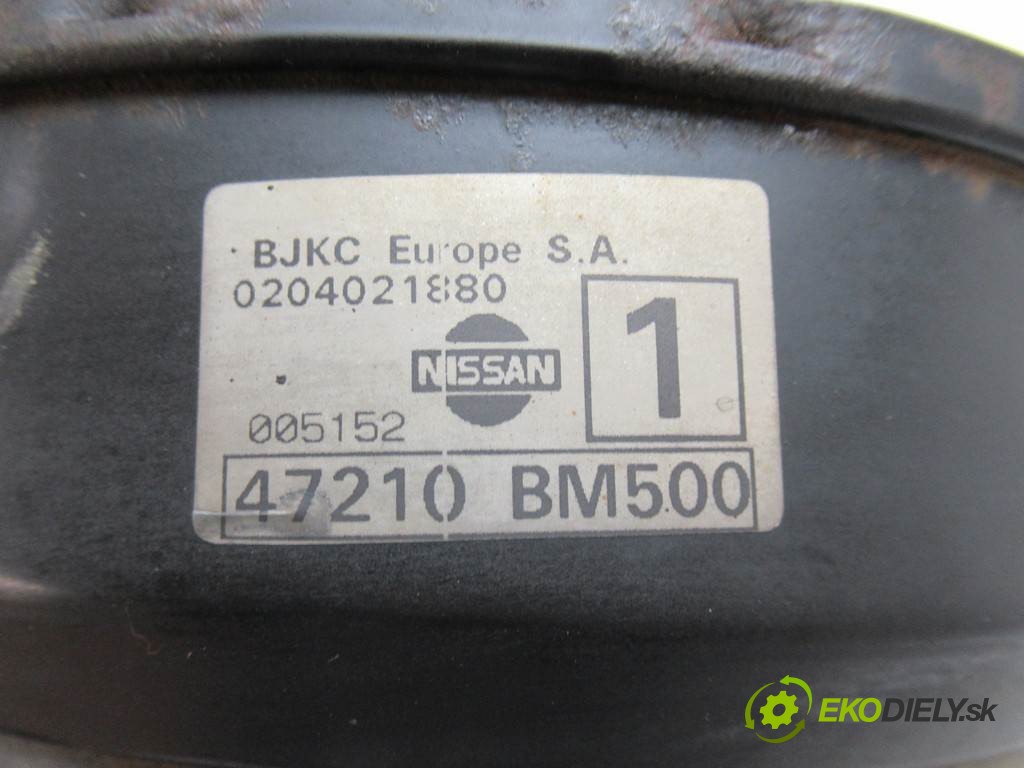 BJKC Europe S.A.
0204021880
NISSAN
1
005152
47210 BM500
EKODIELY.sk